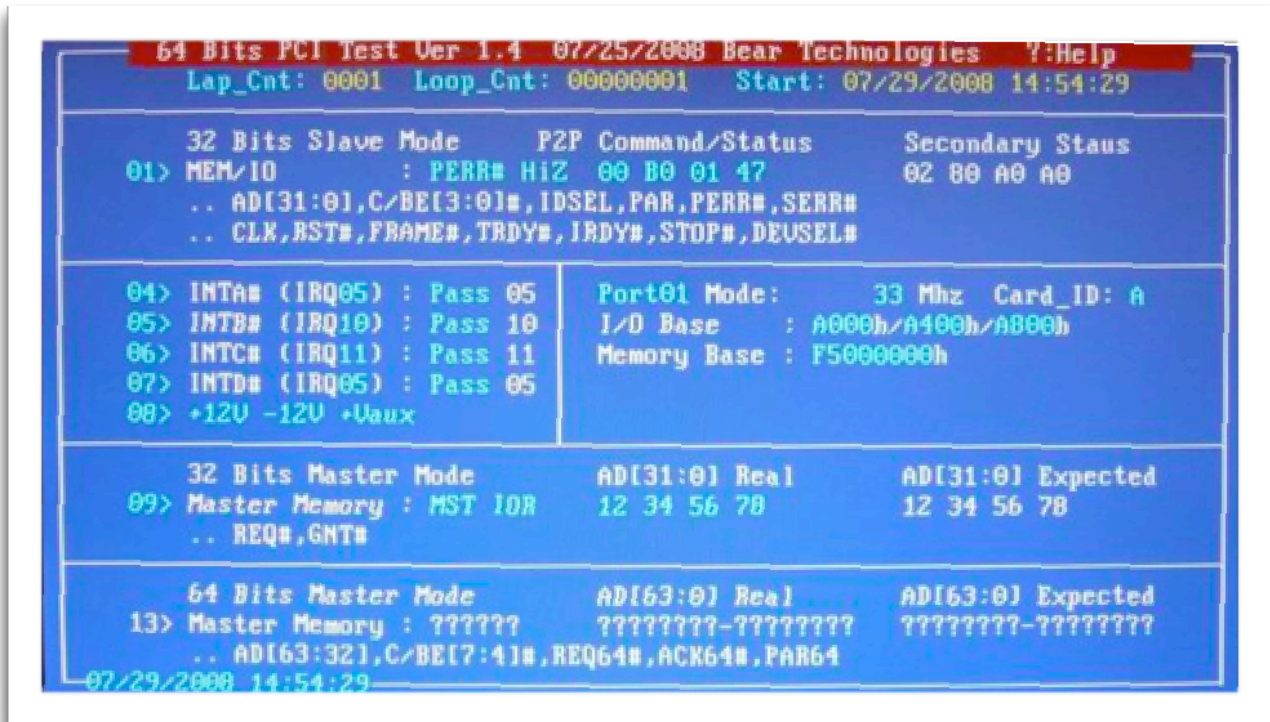 64 Bits PCI Test Ver 1.4 07/25/2008 Bear Technologies ?:Help
Lap_Cnt: 0001 Loop_Cnt: 00000001 Start: 07/29/2008 14:54:29
32 Bits Slave Mode P2P Command/Status Secondary Staus
01> MEM/IO : PERR# HiZ 00 B0 01 47 02 80 A0 A0
.. AD[31:0],C/BE[3:0]#,IDSEL,PAR,PERR#,SERR#
.. CLK,RST#,FRAME#,TRDY#,IRDY#,STOP#,DEVSEL#
04> INTA# (IRQ05) : Pass 05 Port01 Mode: 33 Mhz Card_ID: A
05> INTB# (IRQ10) : Pass 10 I/O Base : A000h/A400h/A800h
06> INTC# (IRQ11) : Pass 11 Memory Base : F5000000h
07> INTD# (IRQ05) : Pass 05
08> +12V -12V +Vaux
32 Bits Master Mode AD[31:0] Real AD[31:0] Expected
09> Master Memory : MST IOR 12 34 56 78 12 34 56 78
.. REQ#,GNT#
64 Bits Master Mode AD[63:0] Real AD[63:0] Expected
13> Master Memory : ?????? ????????-???????? ????????-????????
.. AD[63:32],C/BE[7:4]#,REQ64#,ACK64#,PAR64
07/29/2008 14:54:29